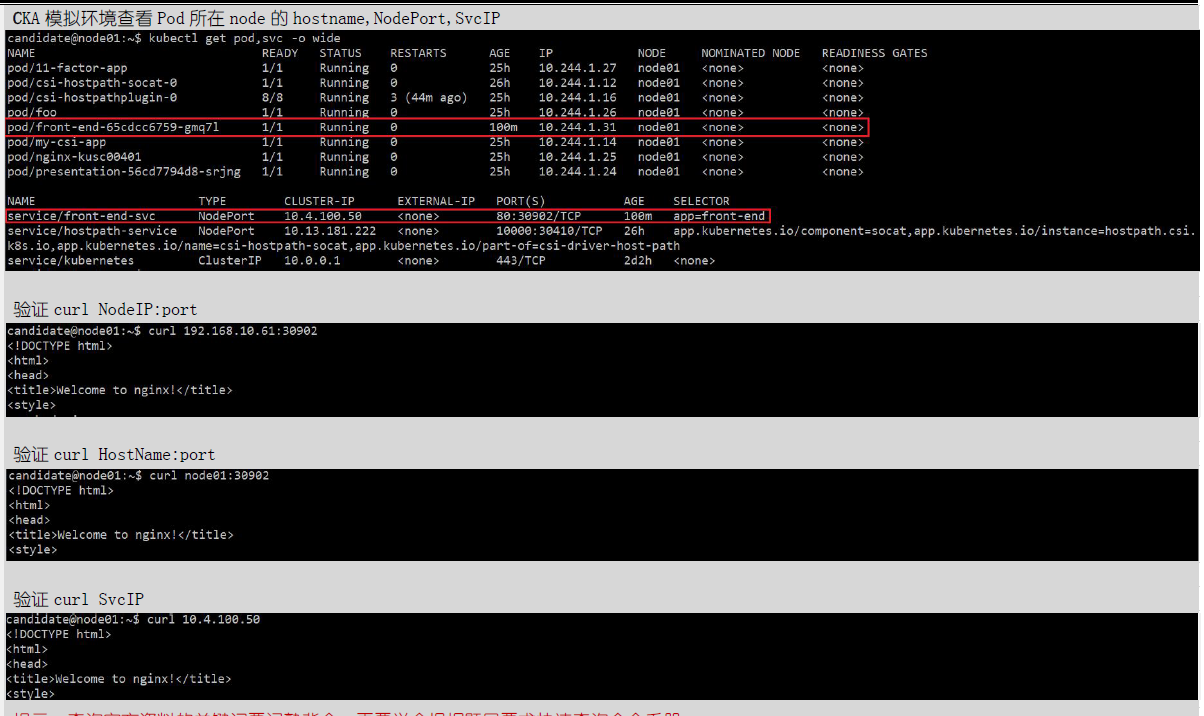 CKA 模拟环境查看 Pod 所在 node 的 hostname,NodePort,SvcIP
candidate@node01:~$ kubectl get pod,svc -o wide
NAME READY STATUS RESTARTS AGE IP NODE NOMINATED NODE READINESS GATES
pod/11-factor-app 1/1 Running 0 25h 10.244.1.27 node01 <none> <none>
pod/csi-hostpath-socat-0 1/1 Running 0 26h 10.244.1.12 node01 <none> <none>
pod/csi-hostpathplugin-0 8/8 Running 3 (44m ago) 25h 10.244.1.16 node01 <none> <none>
pod/foo 1/1 Running 0 25h 10.244.1.26 node01 <none> <none>
pod/front-end-65cdcc6759-gmq7l 1/1 Running 0 100m 10.244.1.31 node01 <none> <none>
pod/my-csi-app 1/1 Running 0 25h 10.244.1.14 node01 <none> <none>
pod/nginx-kusc00401 1/1 Running 0 25h 10.244.1.25 node01 <none> <none>
pod/presentation-56cd7794d8-srjng 1/1 Running 0 25h 10.244.1.24 node01 <none> <none>
NAME TYPE CLUSTER-IP EXTERNAL-IP PORT(S) AGE SELECTOR
service/front-end-svc NodePort 10.4.100.50 <none> 80:30902/TCP 100m app=front-end
service/hostpath-service NodePort 10.13.181.222 <none> 10000:30410/TCP 26h app.kubernetes.io/component=socat,app.kubernetes.io/instance=hostpath.csi.
k8s.io,app.kubernetes.io/name=csi-hostpath-socat,app.kubernetes.io/part-of=csi-driver-host-path
service/kubernetes ClusterIP 10.0.0.1 <none> 443/TCP 2d2h <none>
验证 curl NodeIP:port
candidate@node01:~$ curl 192.168.10.61:30902
<!DOCTYPE html>
<html>
<head>
<title>Welcome to nginx!</title>
<style>
验证 curl HostName:port
candidate@node01:~$ curl node01:30902
<!DOCTYPE html>
<html>
<head>
<title>Welcome to nginx!</title>
<style>
验证 curl SvcIP
candidate@node01:~$ curl 10.4.100.50
<!DOCTYPE html>
<html>
<head>
<title>Welcome to nginx!</title>
<style>